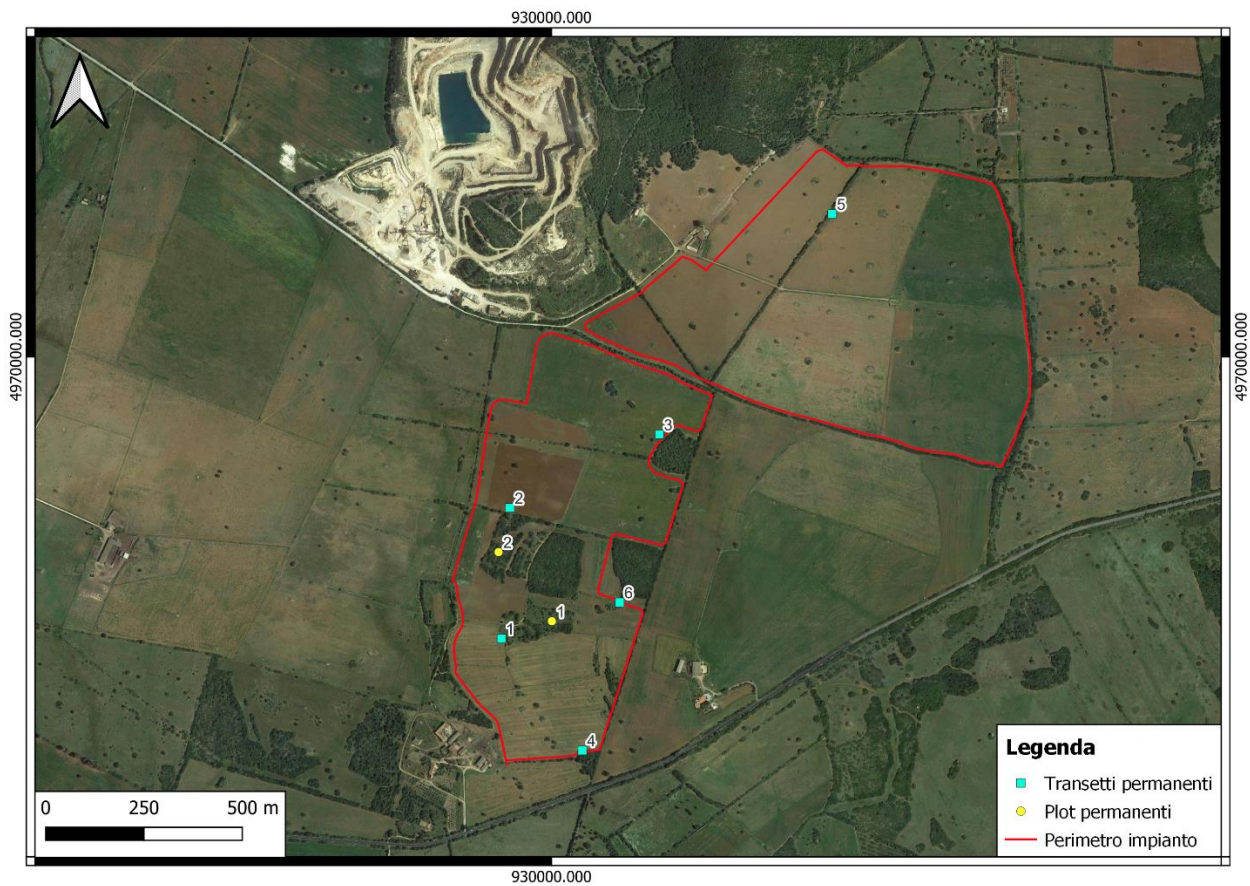 930000.000
5
4970000.000
4970000.000
3
2
2
6
1
1
4
Legenda
Transetti permanenti
Plot permanenti
Perimetro impianto
0 250 500 m
930000.000